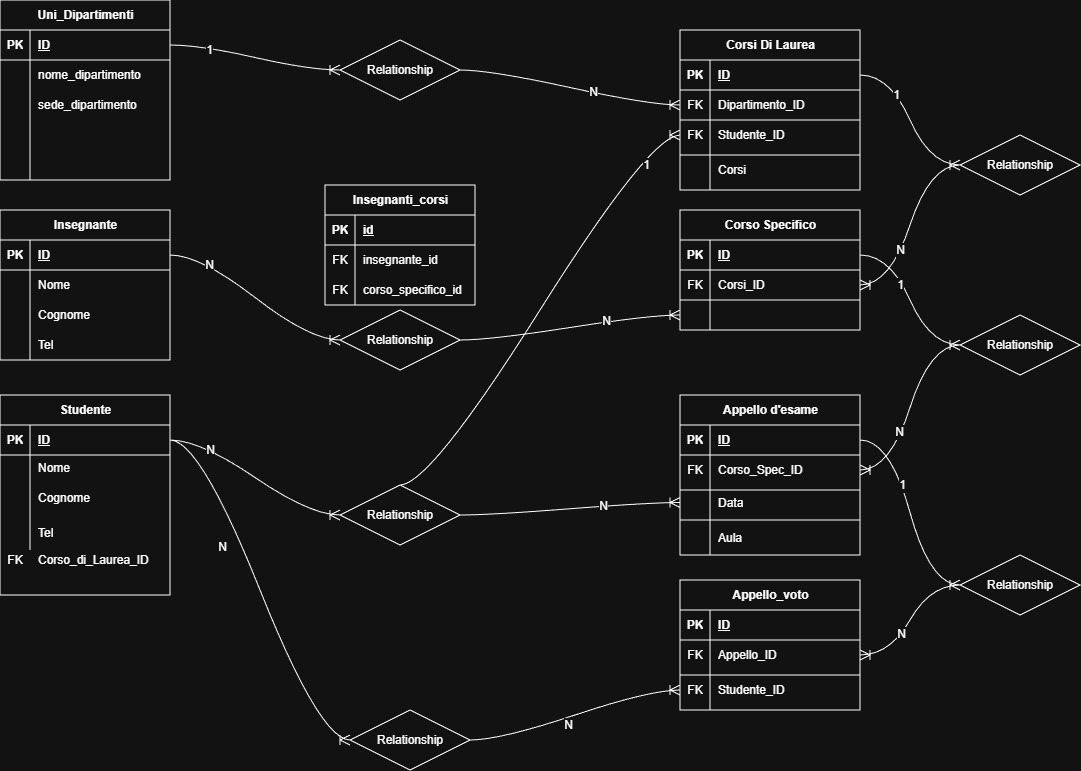 Uni_Dipartimenti
PK ID
nome_dipartimento
sede_dipartimento
1
Relationship
N
Corsi Di Laurea
PK ID
FK Dipartimento_ID
FK Studente_ID
Corsi
1
1
Relationship
N
Insegnante
PK ID
Nome
Cognome
Tel
N
Insegnanti_corsi
PK id
FK insegnante_id
FK corso_specifico_id
Relationship
N
Corso Specifico
PK ID
FK Corsi_ID
1
Relationship
N
Studente
PK ID
Nome
Cognome
Tel
FK Corso_di_Laurea_ID
N
N
Relationship
N
Appello d'esame
PK ID
FK Corso_Spec_ID
Data
Aula
1
Relationship
N
Appello_voto
PK ID
FK Appello_ID
FK Studente_ID
Relationship
N